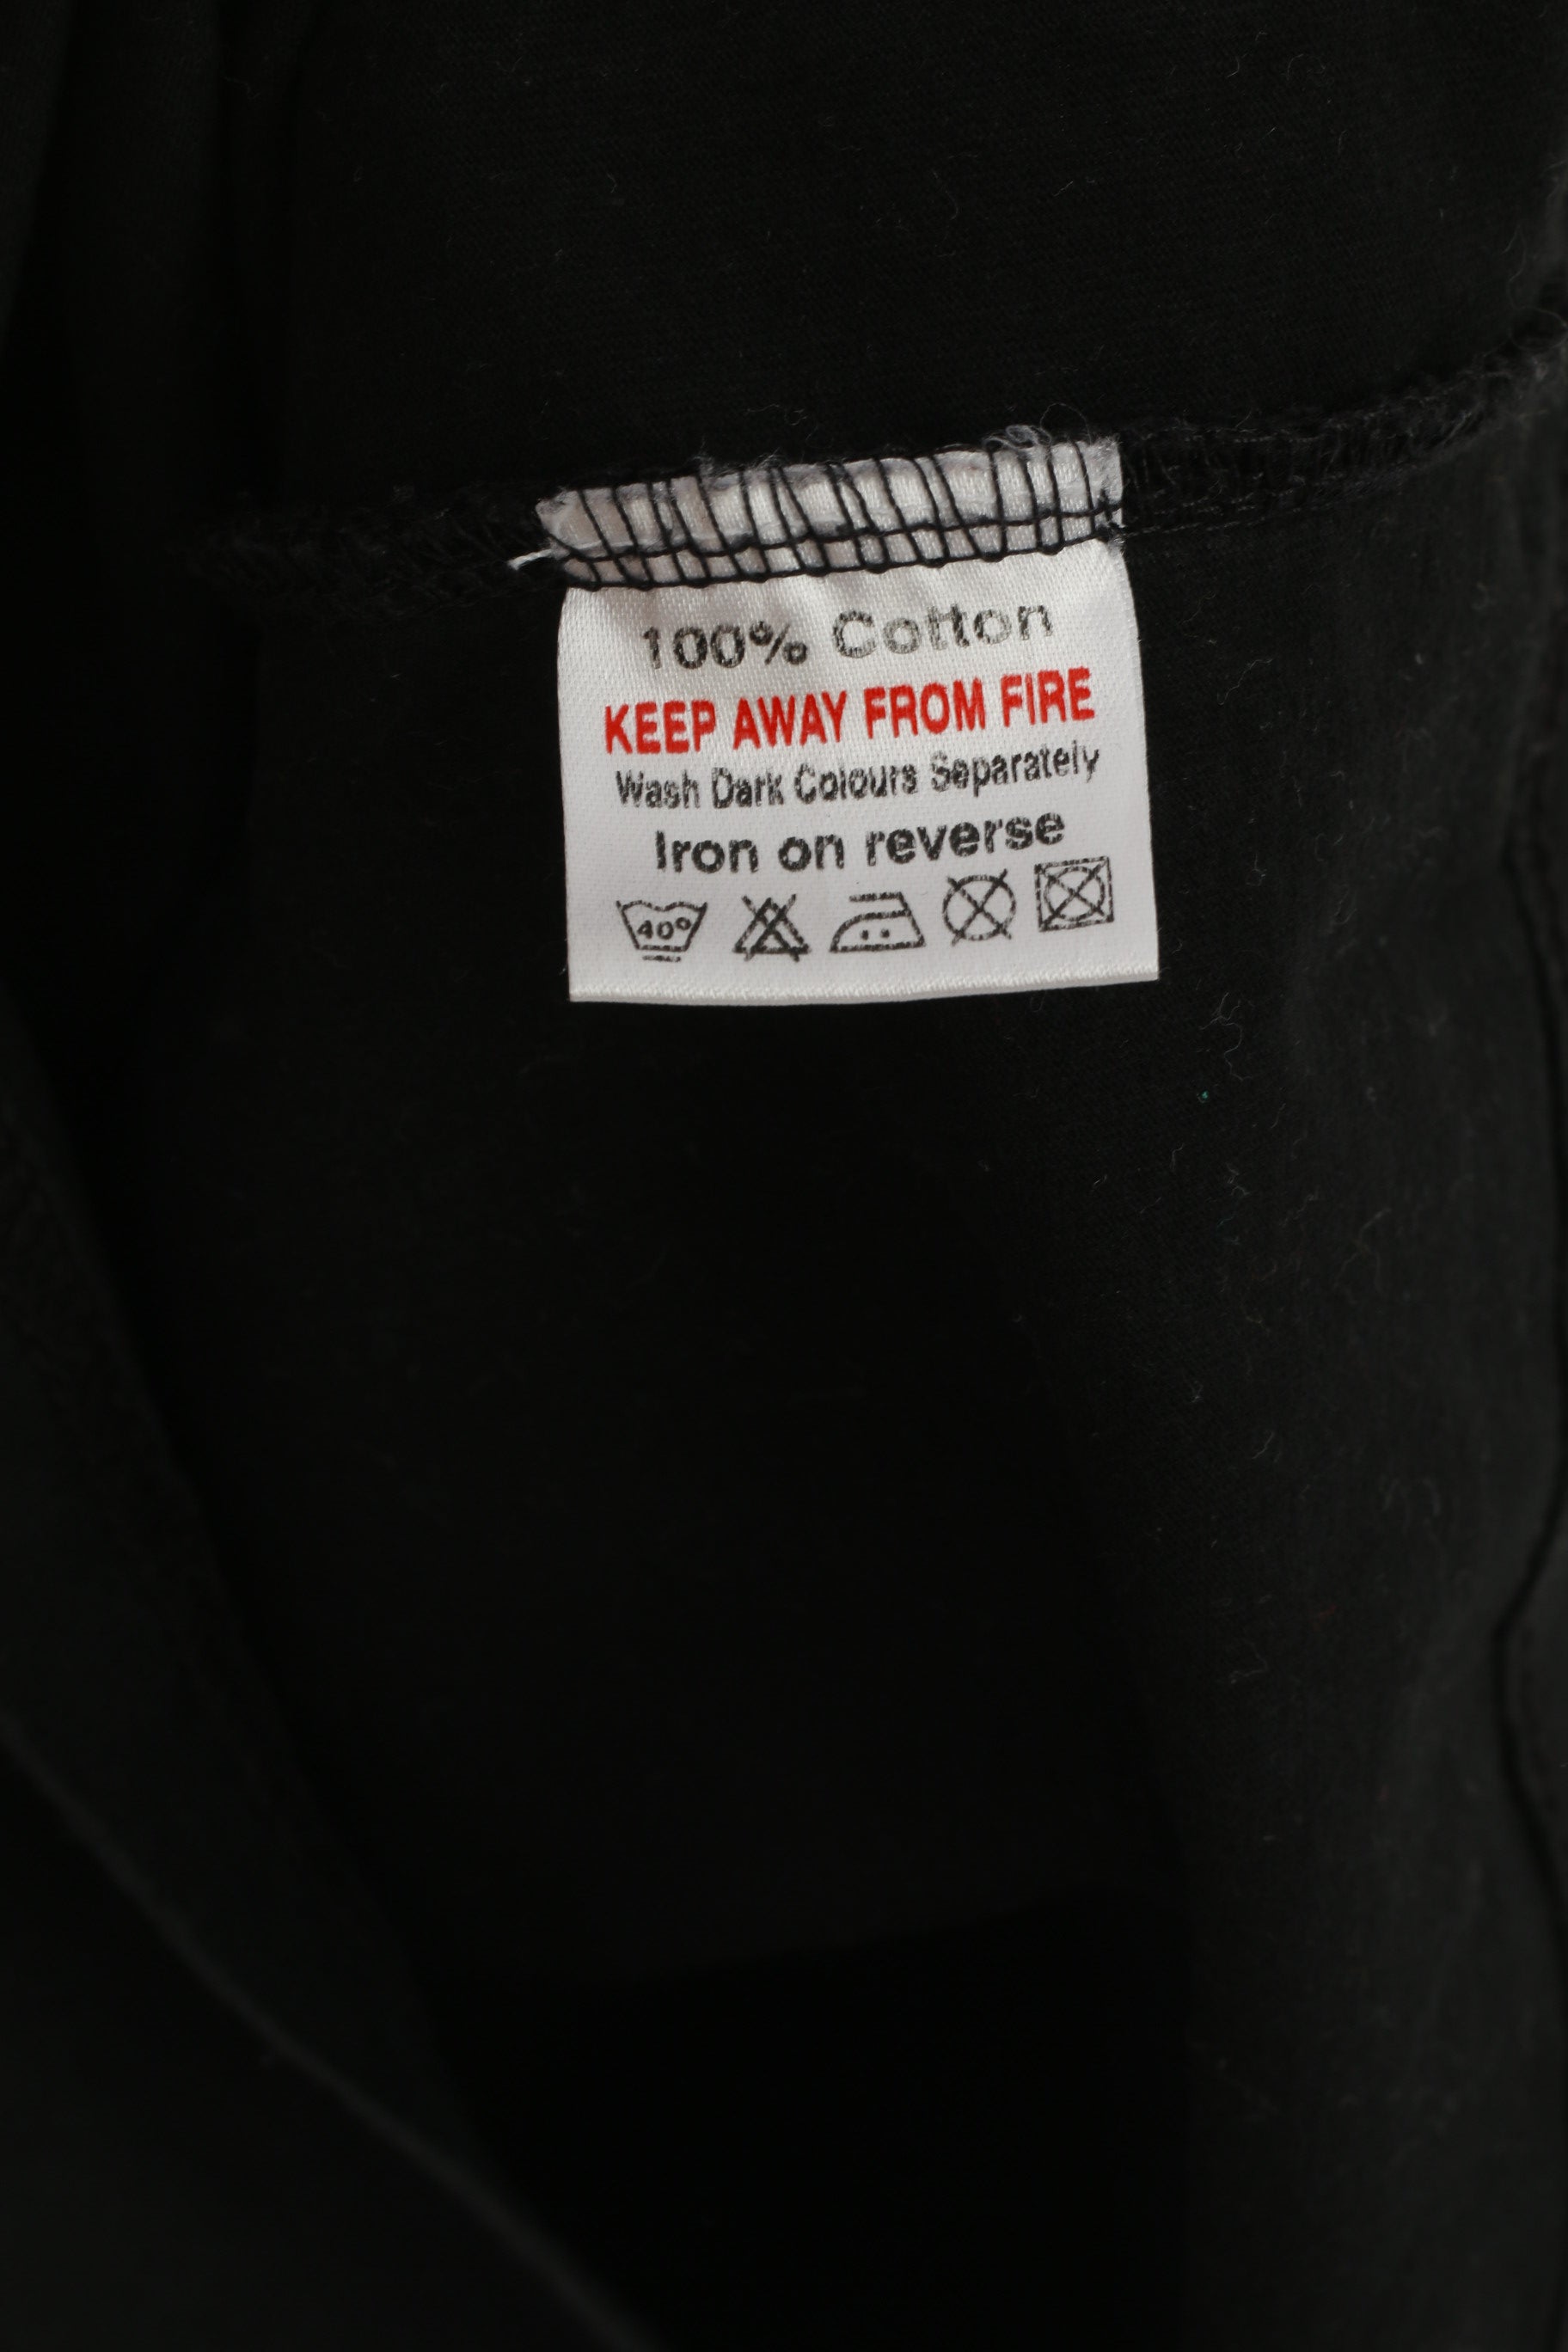 100% Cotton
KEEP AWAY FROM FIRE
Wash Dark Colours Separately
Iron on reverse
40°